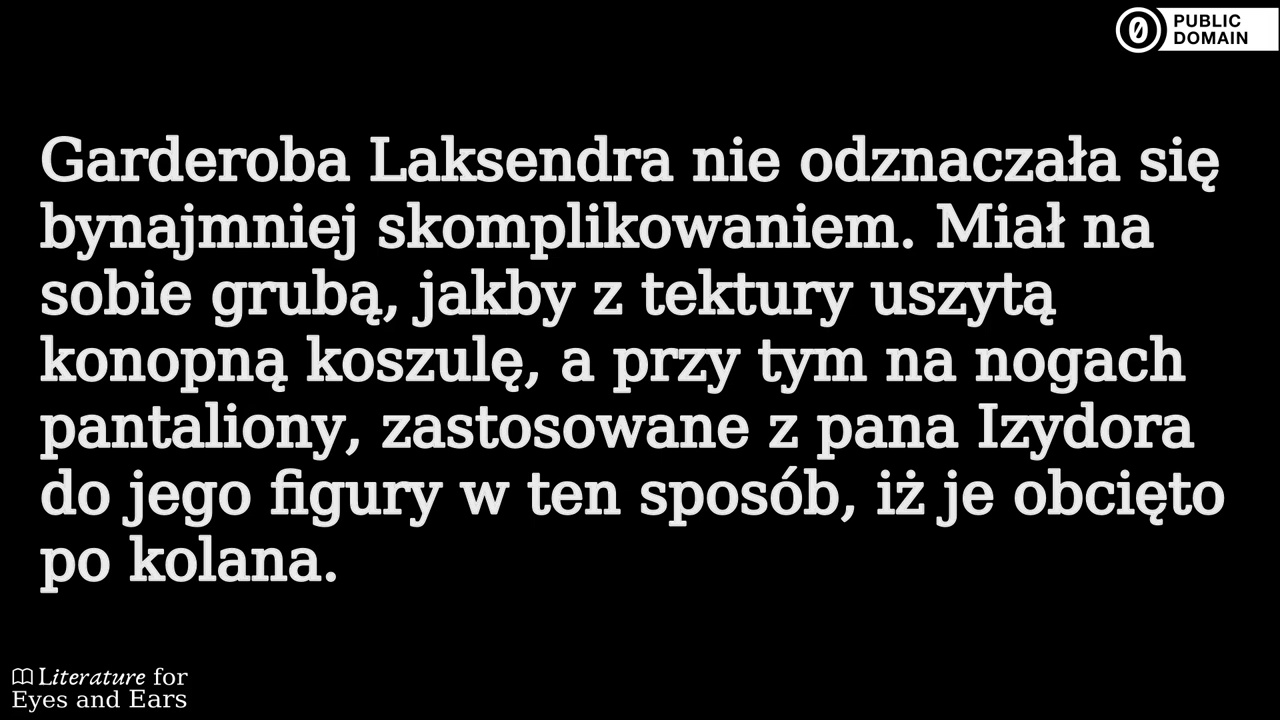 PUBLIC
DOMAIN
Garderoba Laksendra nie odznaczała się
bynajmniej skomplikowaniem. Miał na
sobie grubą, jakby z tektury uszytą
konopną koszulę, a przy tym na nogach
pantaliony, zastosowane z pana Izydora
do jego figury w ten sposób, iż je obcięto
po kolana.
Literature for
Eyes and Ears